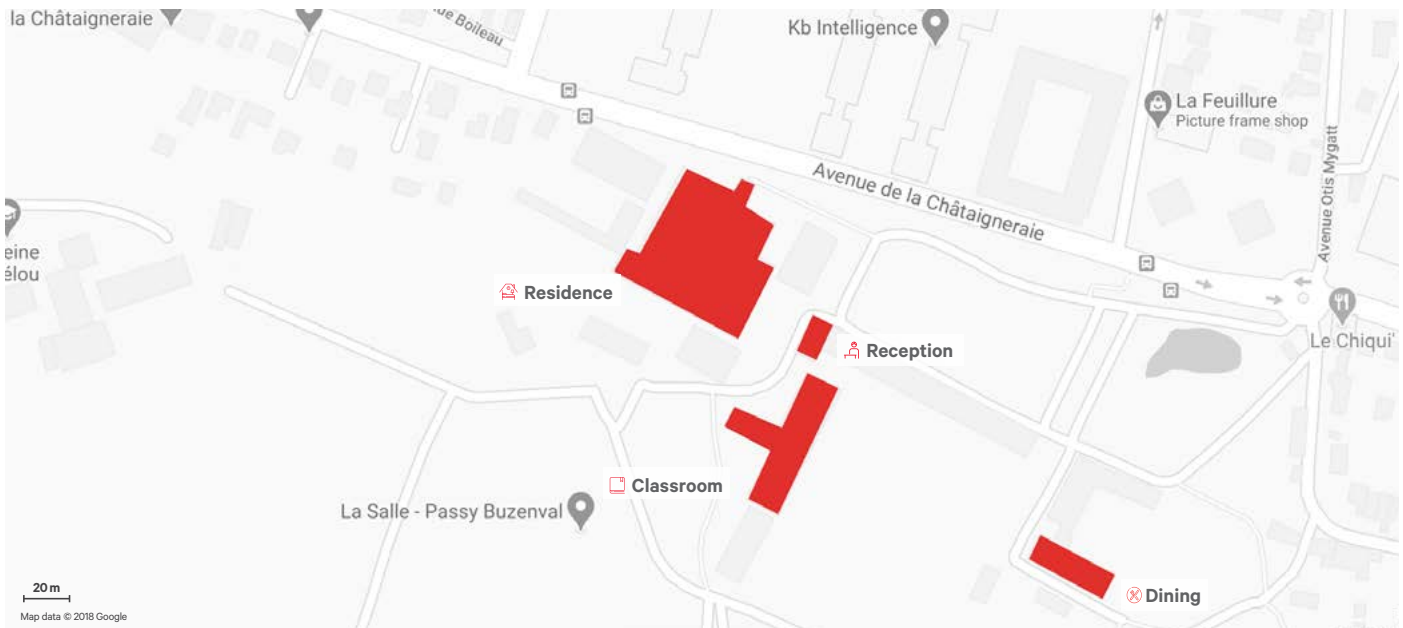 la Châtaigneraie
ue Boileau
Kb Intelligence
La Feuillure
Picture frame shop
Avenue de la Châtaigneraie
Avenue Otis Mygatt
eine
élou
Residence
Reception
Le Chiqui'
Classroom
La Salle - Passy Buzenval
Dining
20 m
Map data © 2018 Google